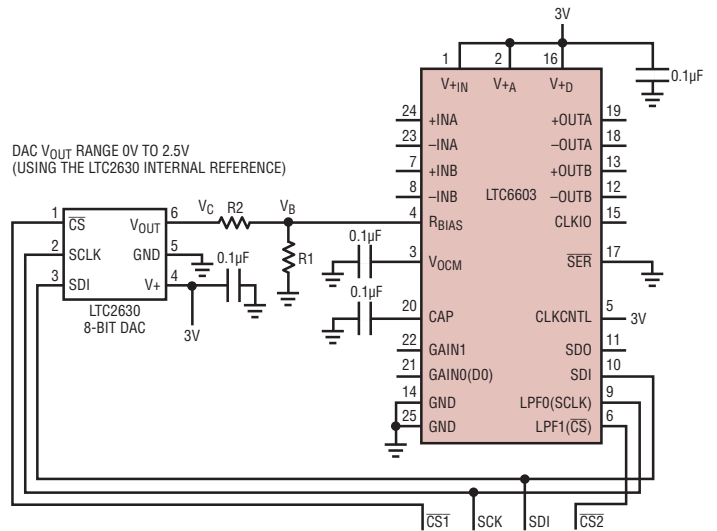 3V
1
2
16
V+IN
V+A
V+D
0.1µF
24
+INA
+OUTA
19
23
–INA
–OUTA
18
7
+INB
+OUTB
13
8
–INB
–OUTB
12
LTC6603
4
RBIAS
CLKIO
15
3
VOCM
SER
17
20
CAP
CLKCNTL
5
3V
22
GAIN1
SDO
11
21
GAIN0(D0)
SDI
10
14
GND
LPF0(SCLK)
9
25
GND
LPF1(CS)
6
DAC VOUT RANGE 0V TO 2.5V
(USING THE LTC2630 INTERNAL REFERENCE)
1
CS
VOUT
6
VC
R2
VB
2
SCLK
GND
5
R1
3
SDI
V+
4
0.1µF
0.1µF
0.1µF
LTC2630
8-BIT DAC
3V
CS1
SCK
SDI
CS2